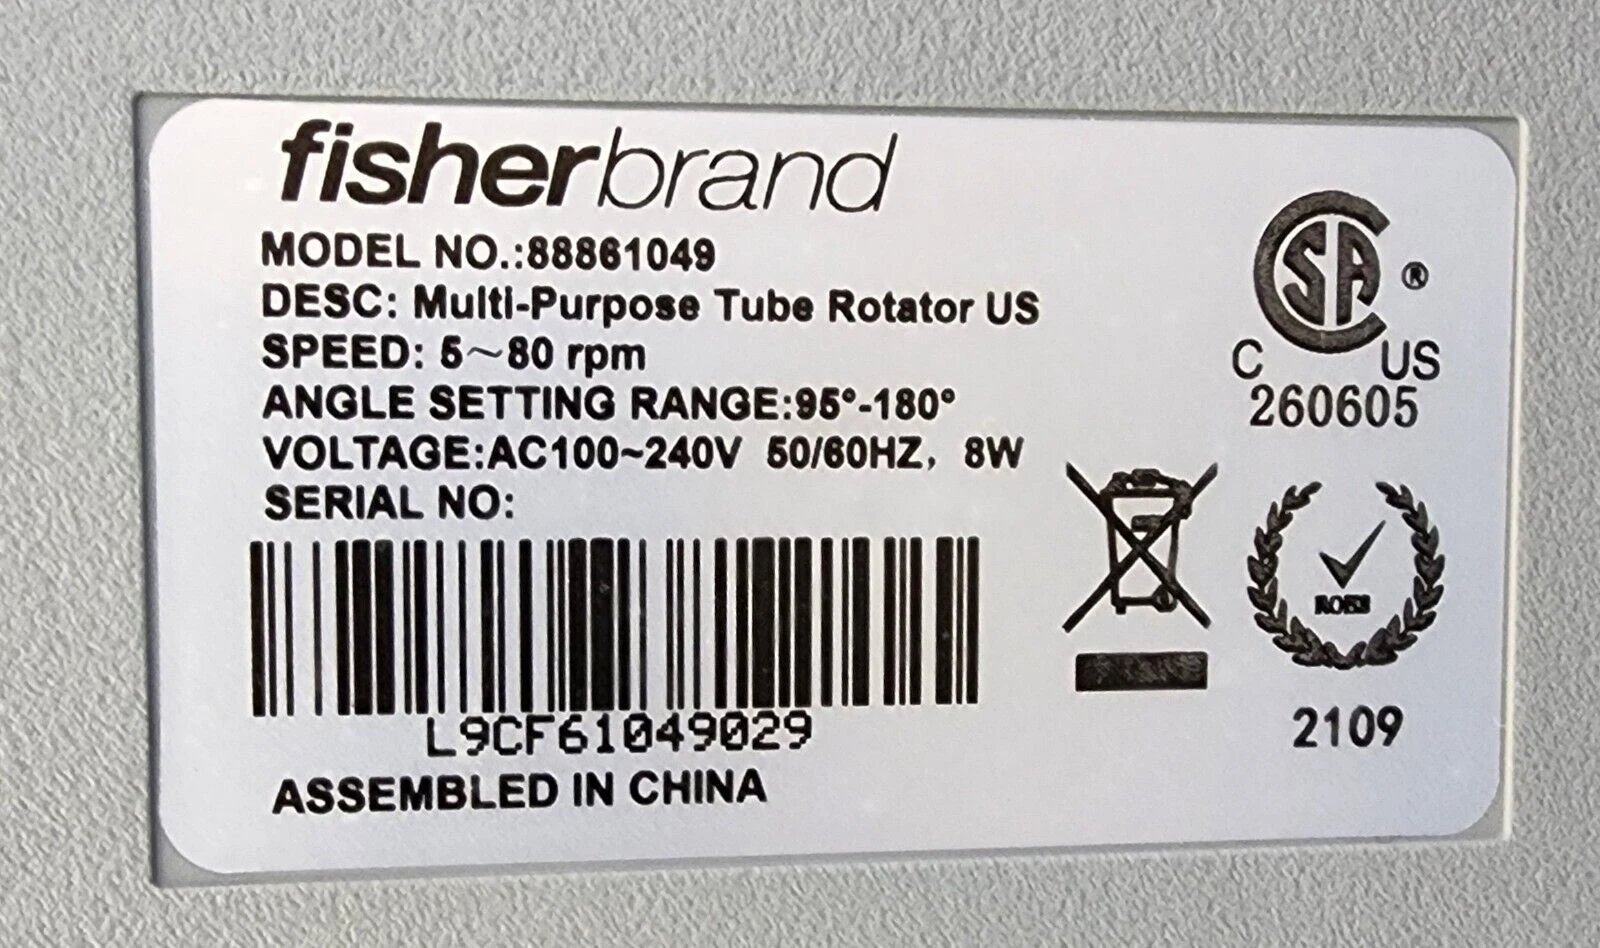 fisherbrand
MODEL NO.:88861049
DESC: Multi-Purpose Tube Rotator US
SPEED: 5～80 rpm
ANGLE SETTING RANGE:95°-180°
VOLTAGE:AC100~240V 50/60HZ, 8W
SERIAL NO:
L9CF61049029
ASSEMBLED IN CHINA
SA ®
C US
260605
2109